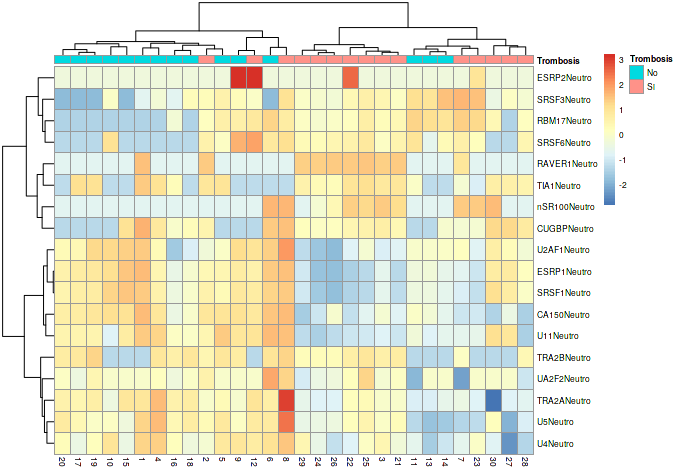 Trombosis
ESRP2Neutro
SRSF3Neutro
RBM17Neutro
SRSF6Neutro
RAVER1Neutro
TIA1Neutro
nSR100Neutro
CUGBPNeutro
U2AF1Neutro
ESRP1Neutro
SRSF1Neutro
CA150Neutro
U11Neutro
TRA2BNeutro
UA2F2Neutro
TRA2ANeutro
U5Neutro
U4Neutro
20 17 19 10 15 1 4 16 18 2 5 9 12 6 8 29 24 26 22 25 3 21 11 13 14 7 23 30 27 28
3
2
1
0
-1
-2
Trombosis
No
SI